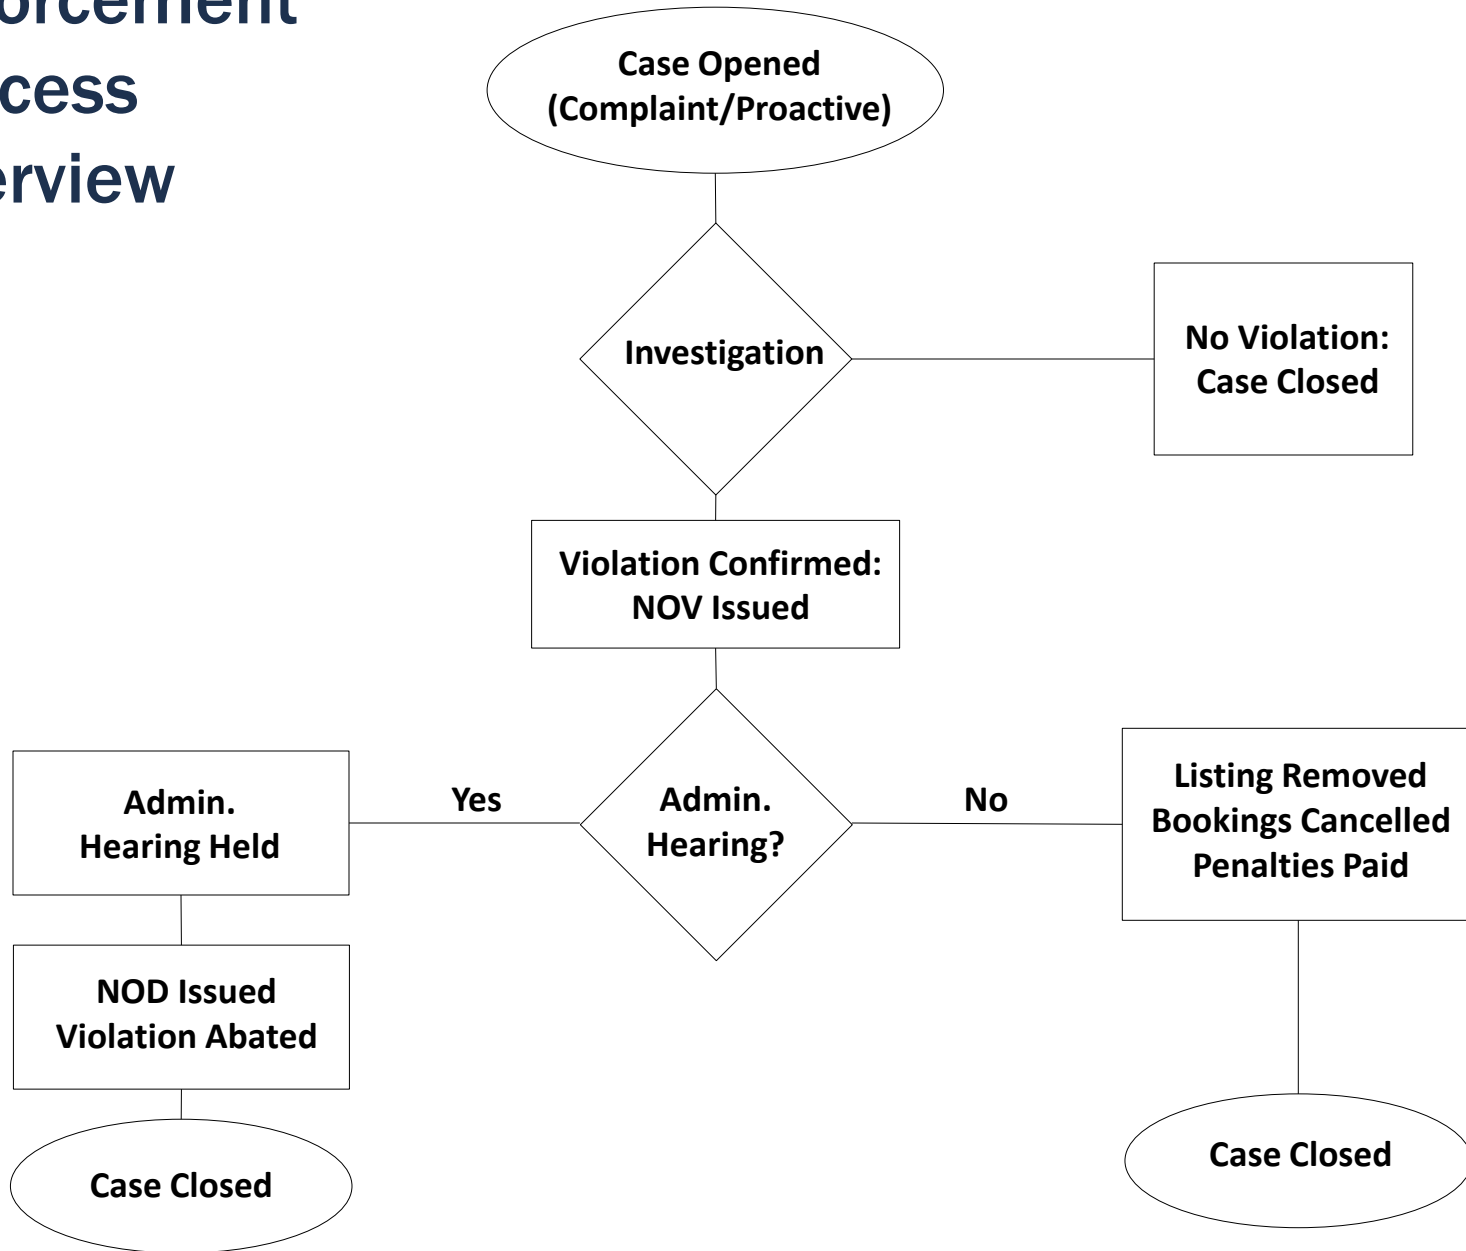 orcement
cess
erview
Case Opened
(Complaint/Proactive)
Investigation
No Violation:
Case Closed
Violation Confirmed:
NOV Issued
Admin.
Hearing?
Yes
No
Admin.
Hearing Held
Listing Removed
Bookings Cancelled
Penalties Paid
NOD Issued
Violation Abated
Case Closed
Case Closed